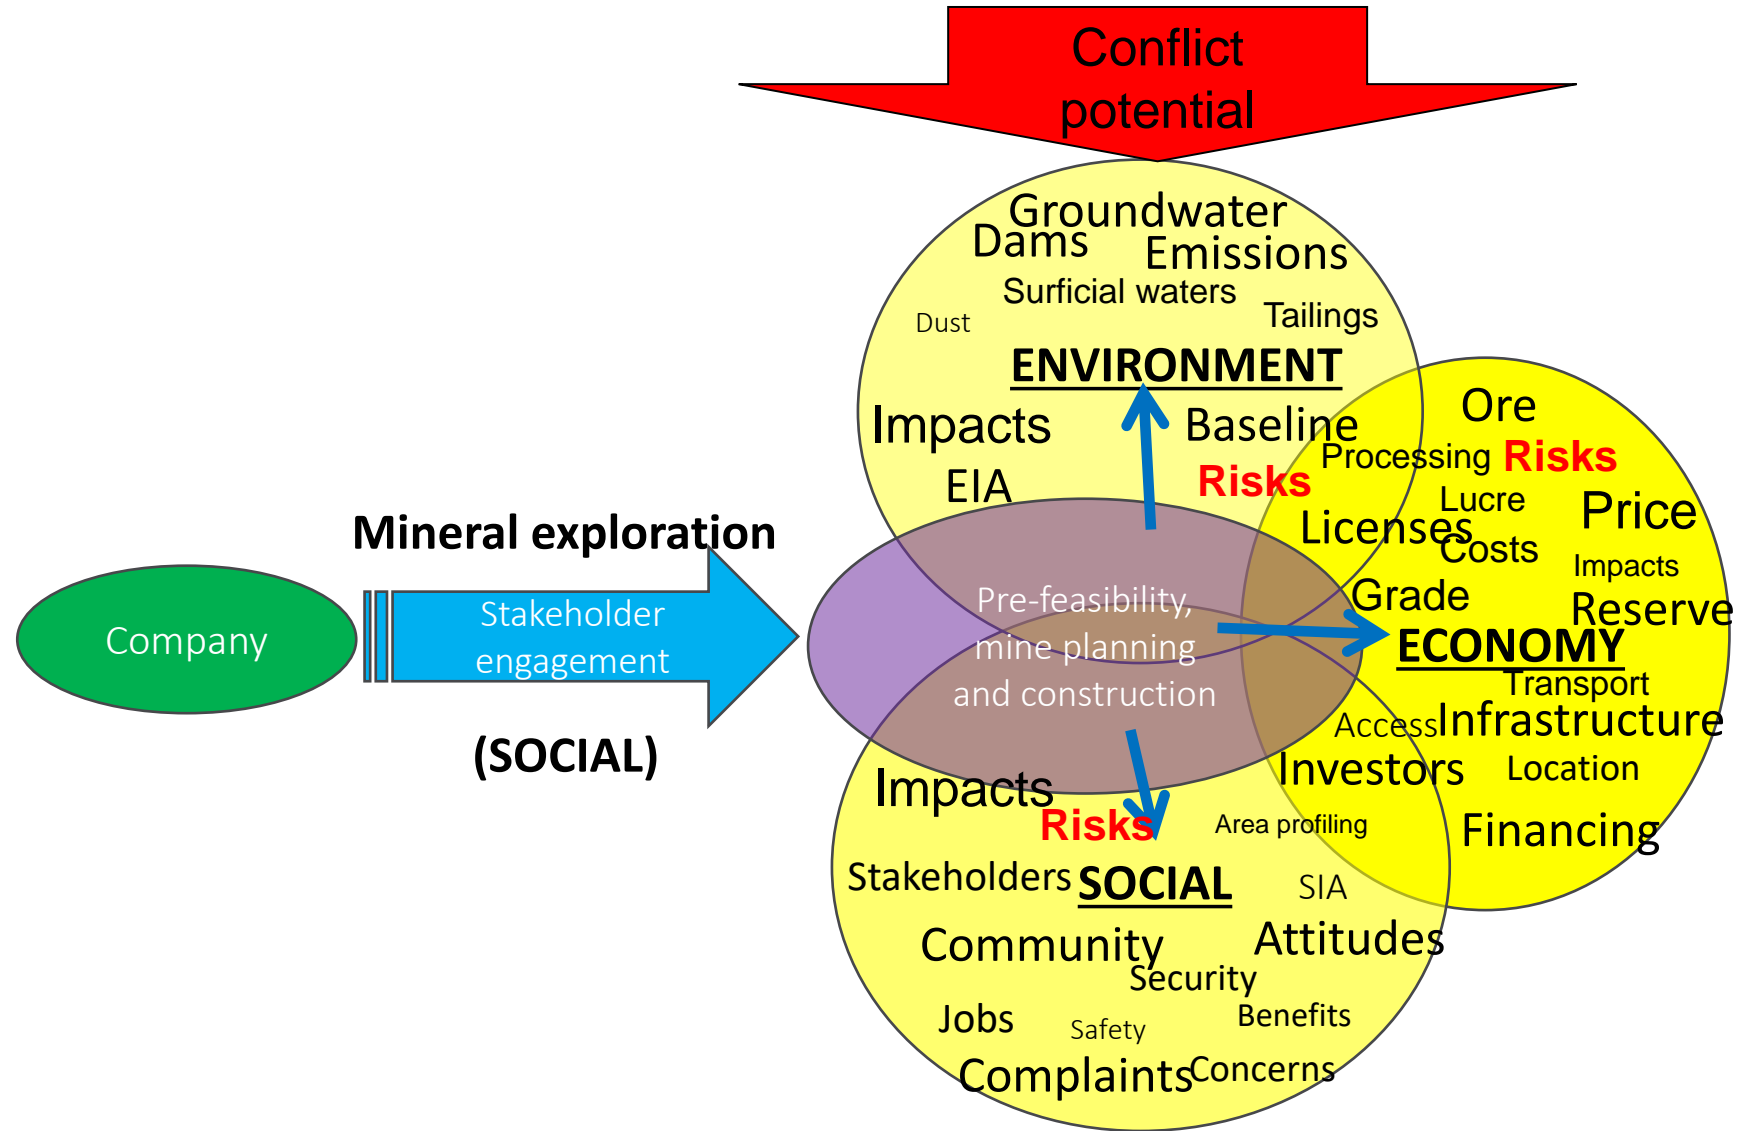 Conflict
potential
Groundwater
Dams
Emissions
Surficial waters
Dust
Tailings
ENVIRONMENT
Impacts
Baseline
EIA
Risks
Ore
Processing
Risks
Lucre
Price
Licenses
Costs
Impacts
Grade
Reserve
ECONOMY
Transport
Access
Infrastructure
Investors
Location
Financing
Mineral exploration
Company
Stakeholder
engagement
(SOCIAL)
Pre-feasibility,
mine planning
and construction
Impacts
Risks
Area profiling
Stakeholders
SOCIAL
SIA
Community
Attitudes
Security
Jobs
Safety
Benefits
Complaints
Concerns